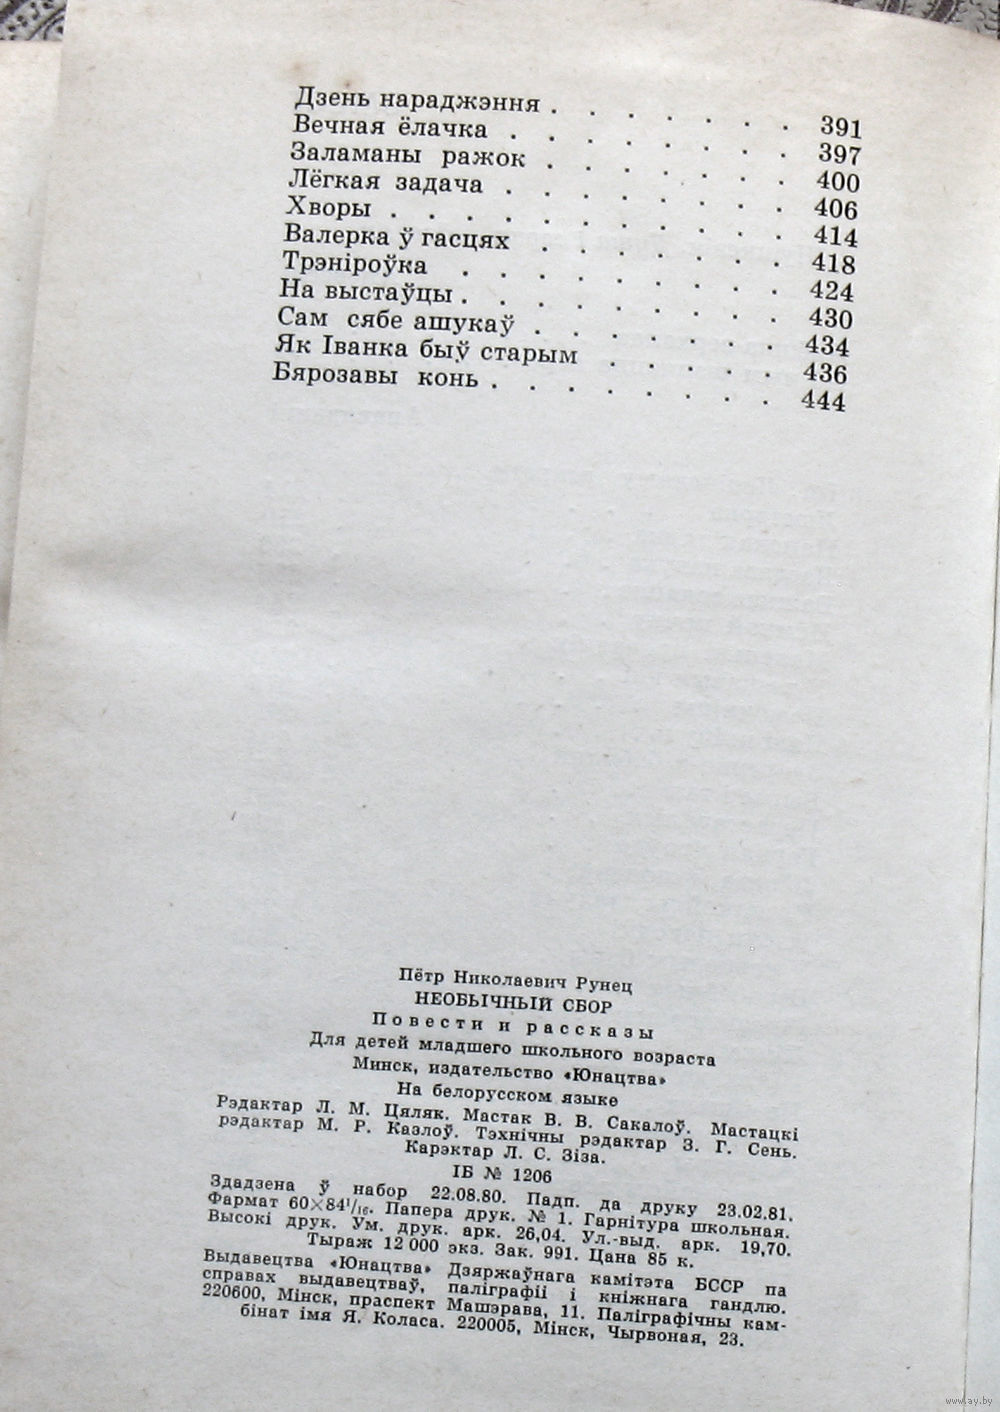 Дзень нараджэння . . . . . . . 391
Вечная ёлачка . . . . . . . . 397
Заламаны ражок . . . . . . . 400
Лёгкая задача . . . . . . . . 406
Хворы . . . . . . . . . . . 414
Валерка ў гасцях . . . . . . . 418
Трэніроўка . . . . . . . . . 424
На выстаўцы . . . . . . . . . 430
Сам сябе ашукаў . . . . . . . 434
Як Іванка быў старым . . . . . 436
Бярозавы конь . . . . . . . . 444
Пётр Николаевич Рунец
НЕОБЫЧНЫЙ СБОР
Повести и рассказы
Для детей младшего школьного возраста
Минск, издательство «Юнацтва»
На белорусском языке
Рэдактар Л. М. Цяляк. Мастак В. В. Сакалоў. Мастацкі
рэдактар М. Р. Казлоў. Тэхнічны рэдактар З. Г. Сень.
Карэктар Л. С. Зіза.
ІБ № 1206
Здадзена ў набор 22.08.80. Падп. да друку 23.02.81.
Фармат 60×84¹/₁₆. Папера друк. № 1. Гарнітура школьная.
Высокі друк. Ум. друк. арк. 26,04. Ул.-выд. арк. 19,70.
Тыраж 12 000 экз. Зак. 991. Цана 85 к.
Выдавецтва «Юнацтва» Дзяржаўнага камітэта БССР па
справах выдавецтваў, паліграфіі і кніжнага гандлю.
220600, Мінск, праспект Машэрава, 11. Паліграфічны кам-
бінат імя Я. Коласа. 220005, Мінск, Чырвоная, 23.
www.ay.by